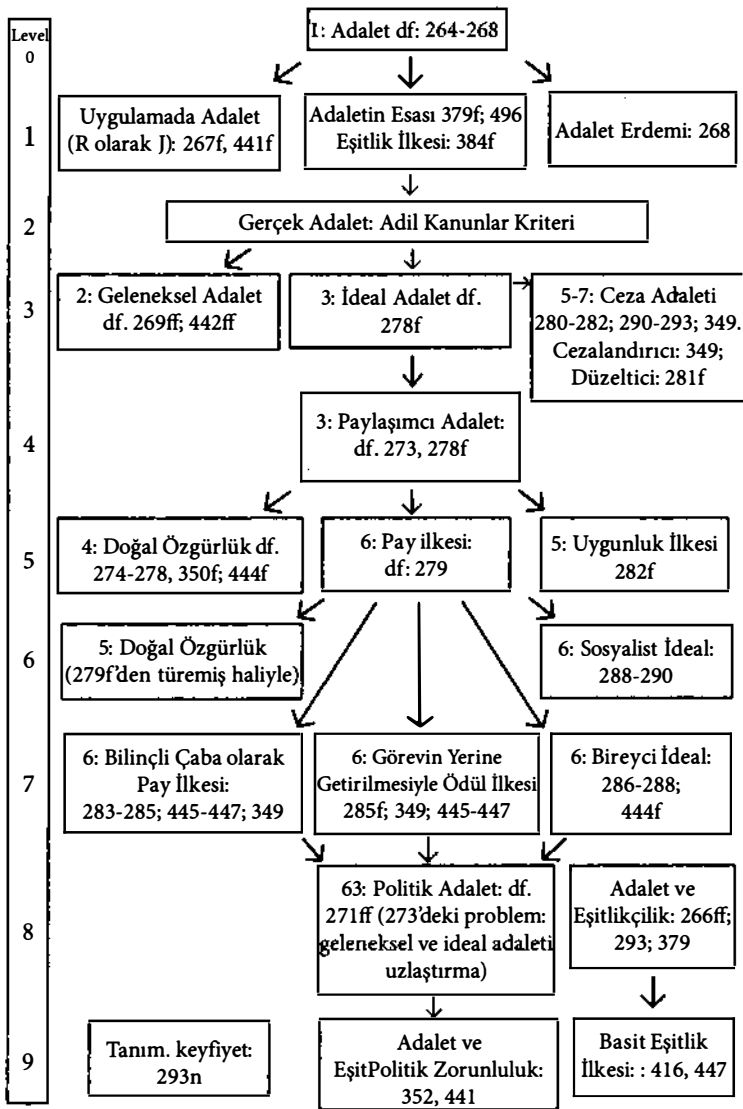 Level
0
I: Adalet df: 264-268
1
Uygulamada Adalet
(R olarak J): 267f, 441f
Adaletin Esası 379f; 496
Eşitlik İlkesi: 384f
Adalet Erdemi: 268
2
Gerçek Adalet: Adil Kanunlar Kriteri
3
2: Geleneksel Adalet
df. 269ff; 442ff
3: İdeal Adalet df.
278f
5-7: Ceza Adaleti
280-282; 290-293; 349.
Cezalandırıcı: 349;
Düzeltici: 281f
4
3: Paylaşımcı Adalet:
df. 273, 278f
5
4: Doğal Özgürlük df.
274-278, 350f; 444f
6: Pay ilkesi:
df: 279
5: Uygunluk İlkesi
282f
6
5: Doğal Özgürlük
(279f’den türemiş haliyle)
6: Sosyalist İdeal:
288-290
7
6: Bilinçli Çaba olarak
Pay İlkesi:
283-285; 445-447; 349
6: Görevin Yerine
Getirilmesiyle Ödül İlkesi
285f; 349; 445-447
6: Bireyci İdeal:
286-288;
444f
8
63: Politik Adalet: df.
271ff (273’deki problem:
geleneksel ve ideal adaleti
uzlaştırma)
Adalet ve
Eşitlikçilik: 266ff;
293; 379
9
Tanım. keyfiyet:
293n
Adalet ve
EşitPolitik Zorunluluk:
352, 441
Basit Eşitlik
İlkesi: : 416, 447